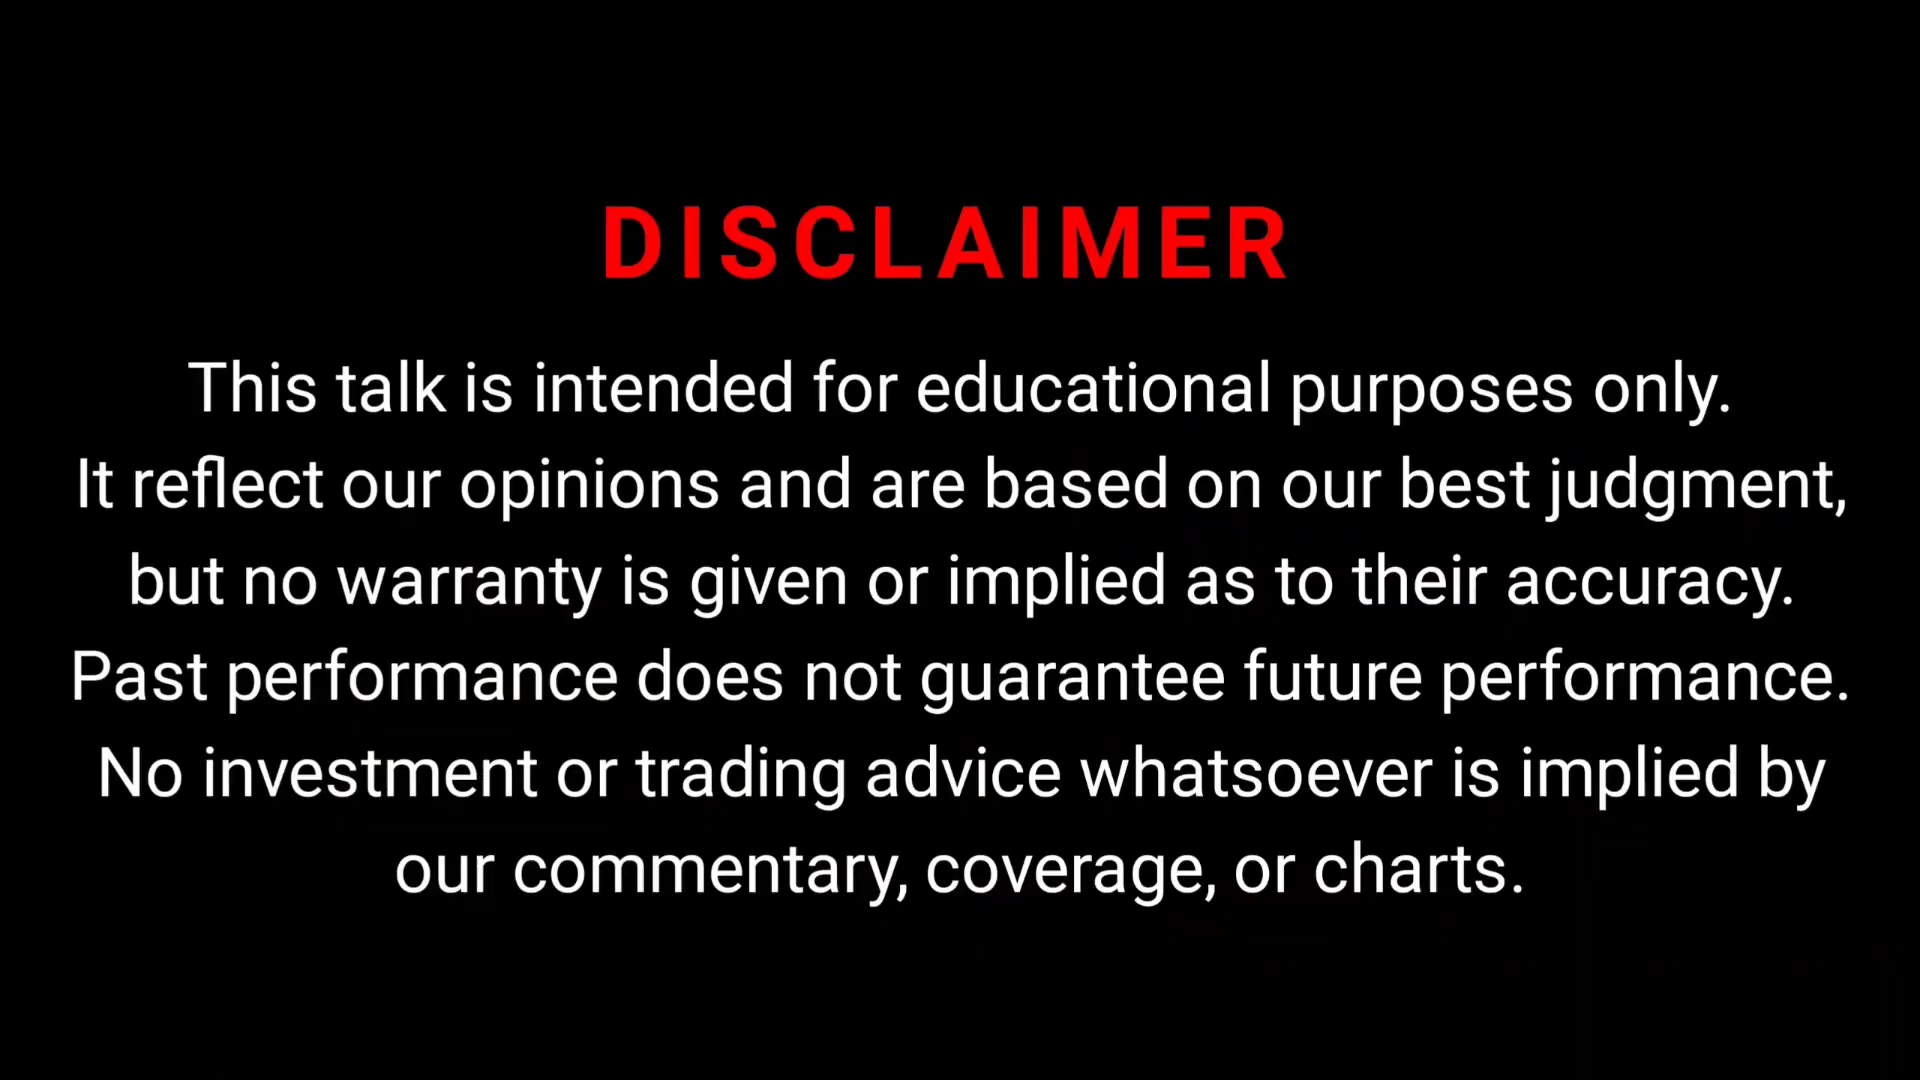 DISCLAIMER
This talk is intended for educational purposes only.
It reflect our opinions and are based on our best judgment,
but no warranty is given or implied as to their accuracy.
Past performance does not guarantee future performance.
No investment or trading advice whatsoever is implied by
our commentary, coverage, or charts.